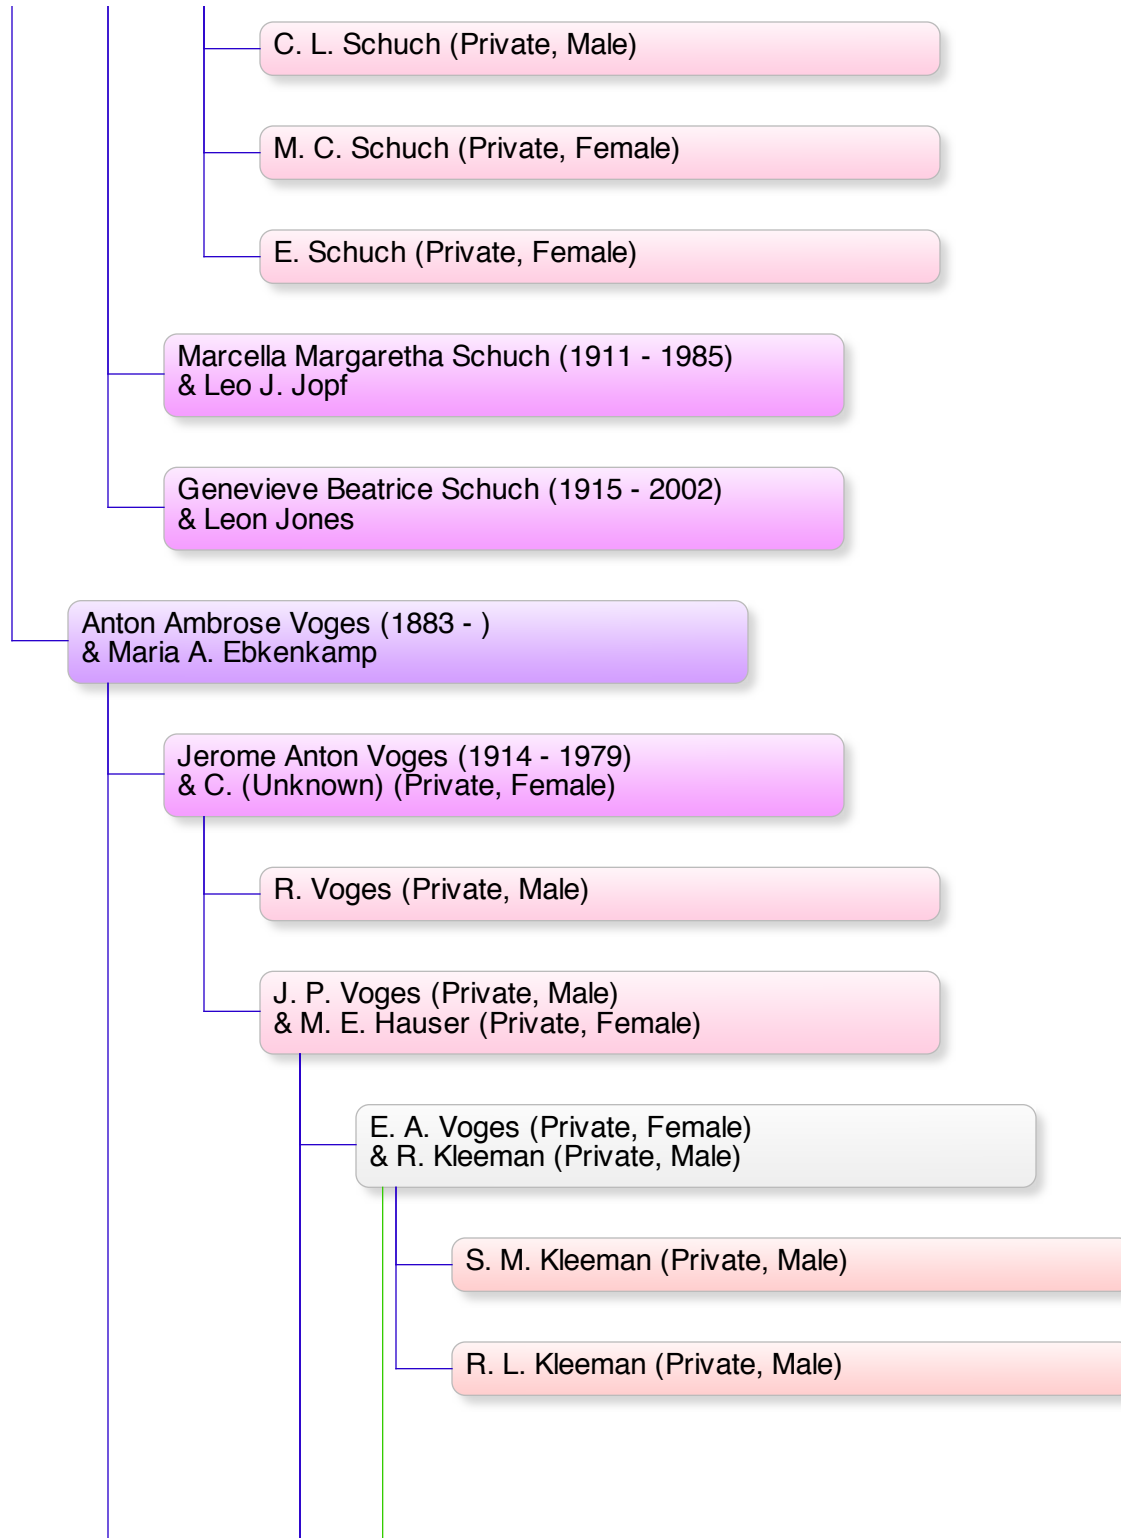 C. L. Schuch (Private, Male)
M. C. Schuch (Private, Female)
E. Schuch (Private, Female)
Marcella Margaretha Schuch (1911 - 1985)
& Leo J. Jopf
Genevieve Beatrice Schuch (1915 - 2002)
& Leon Jones
Anton Ambrose Voges (1883 - )
& Maria A. Ebkenkamp
Jerome Anton Voges (1914 - 1979)
& C. (Unknown) (Private, Female)
R. Voges (Private, Male)
J. P. Voges (Private, Male)
& M. E. Hauser (Private, Female)
E. A. Voges (Private, Female)
& R. Kleeman (Private, Male)
S. M. Kleeman (Private, Male)
R. L. Kleeman (Private, Male)